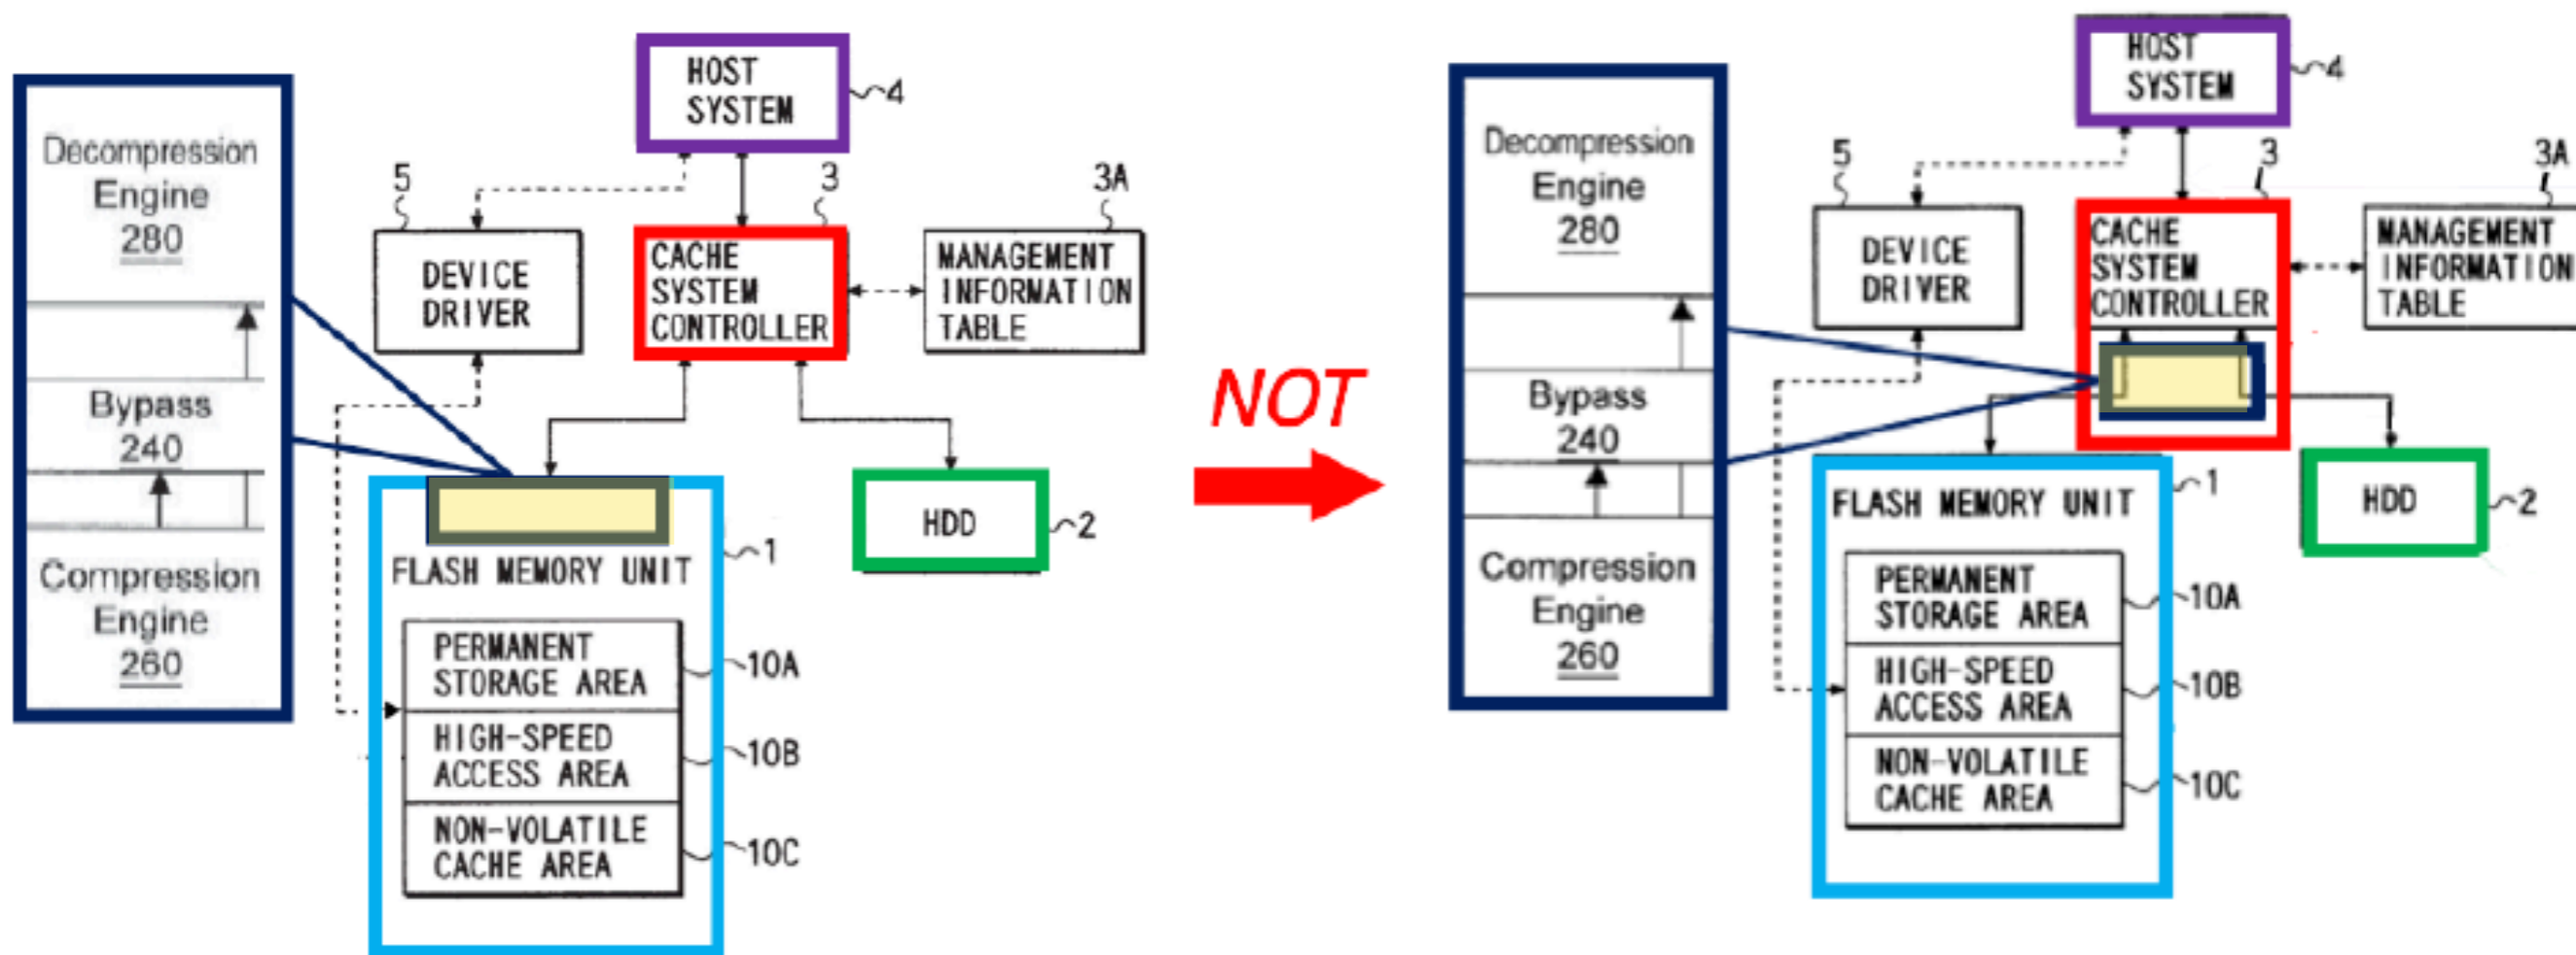 Decompression
Engine
280
Bypass
240
Compression
Engine
260
HOST
SYSTEM
4
5
DEVICE
DRIVER
3
CACHE
SYSTEM
CONTROLLER
3A
MANAGEMENT
INFORMATION
TABLE
HDD
2
1
FLASH MEMORY UNIT
PERMANENT
STORAGE AREA
10A
HIGH-SPEED
ACCESS AREA
10B
NON-VOLATILE
CACHE AREA
10C
NOT
Decompression
Engine
280
Bypass
240
Compression
Engine
260
HOST
SYSTEM
4
5
DEVICE
DRIVER
3
CACHE
SYSTEM
CONTROLLER
3A
MANAGEMENT
INFORMATION
TABLE
HDD
2
1
FLASH MEMORY UNIT
PERMANENT
STORAGE AREA
10A
HIGH-SPEED
ACCESS AREA
10B
NON-VOLATILE
CACHE AREA
10C